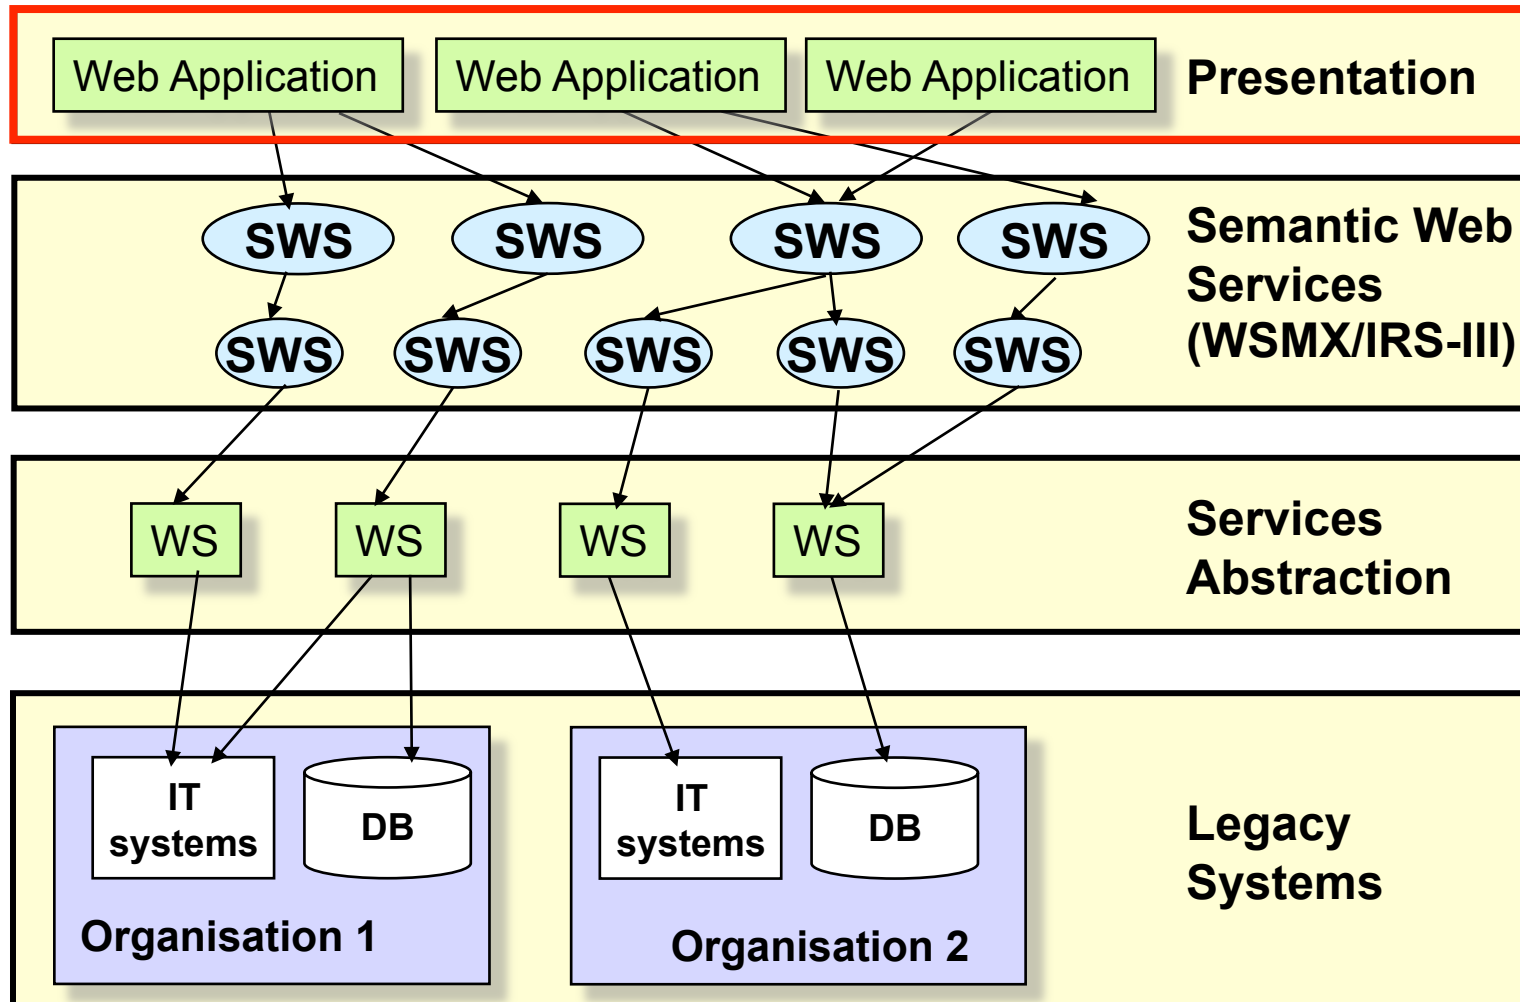 Web Application
Web Application
Web Application
Presentation
SWS
SWS
SWS
SWS
Semantic Web
Services
(WSMX/IRS-III)
SWS
SWS
SWS
SWS
SWS
WS
WS
WS
WS
Services
Abstraction
IT
systems
DB
Organisation 1
IT
systems
DB
Organisation 2
Legacy
Systems